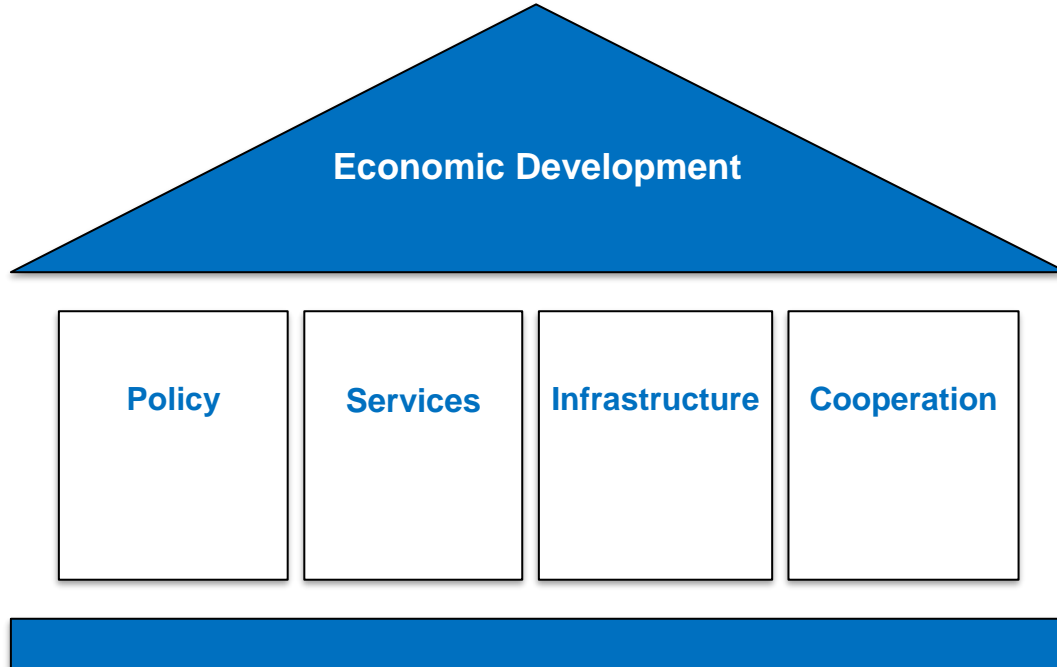 Economic Development
Policy
Services
Infrastructure
Cooperation